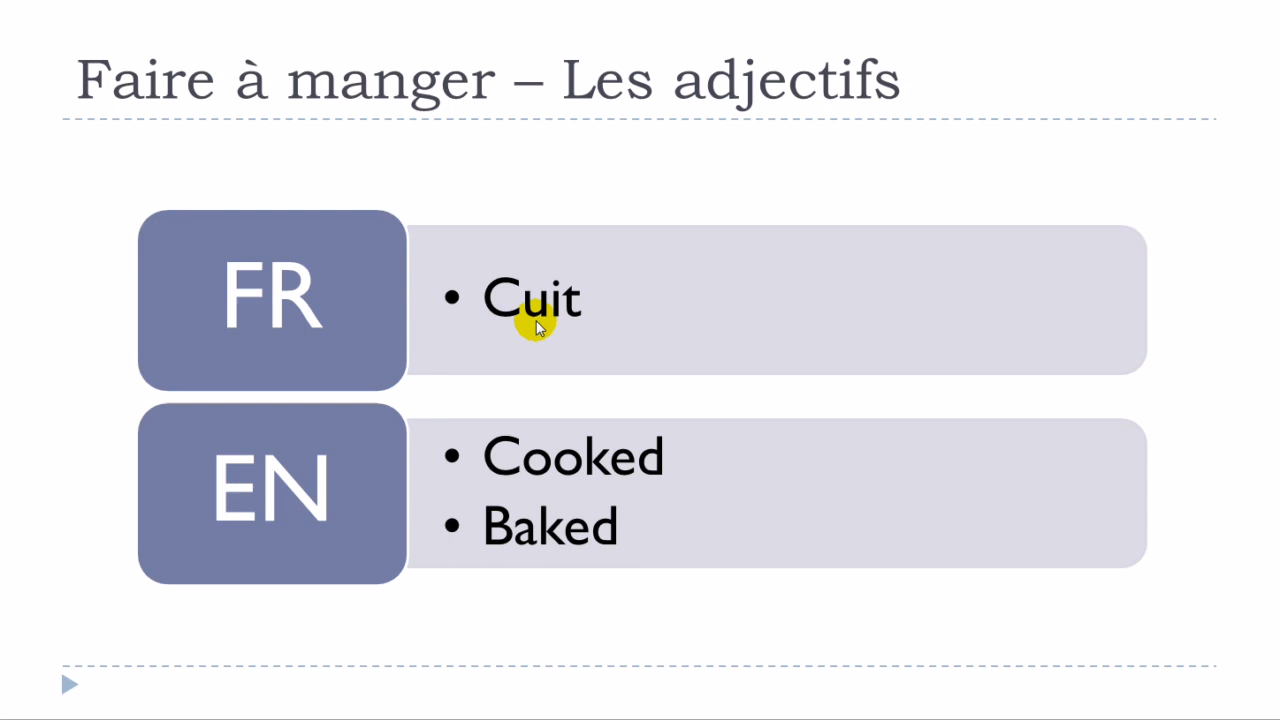 Faire à manger – Les adjectifs
FR
• Cuit
EN
• Cooked
• Baked